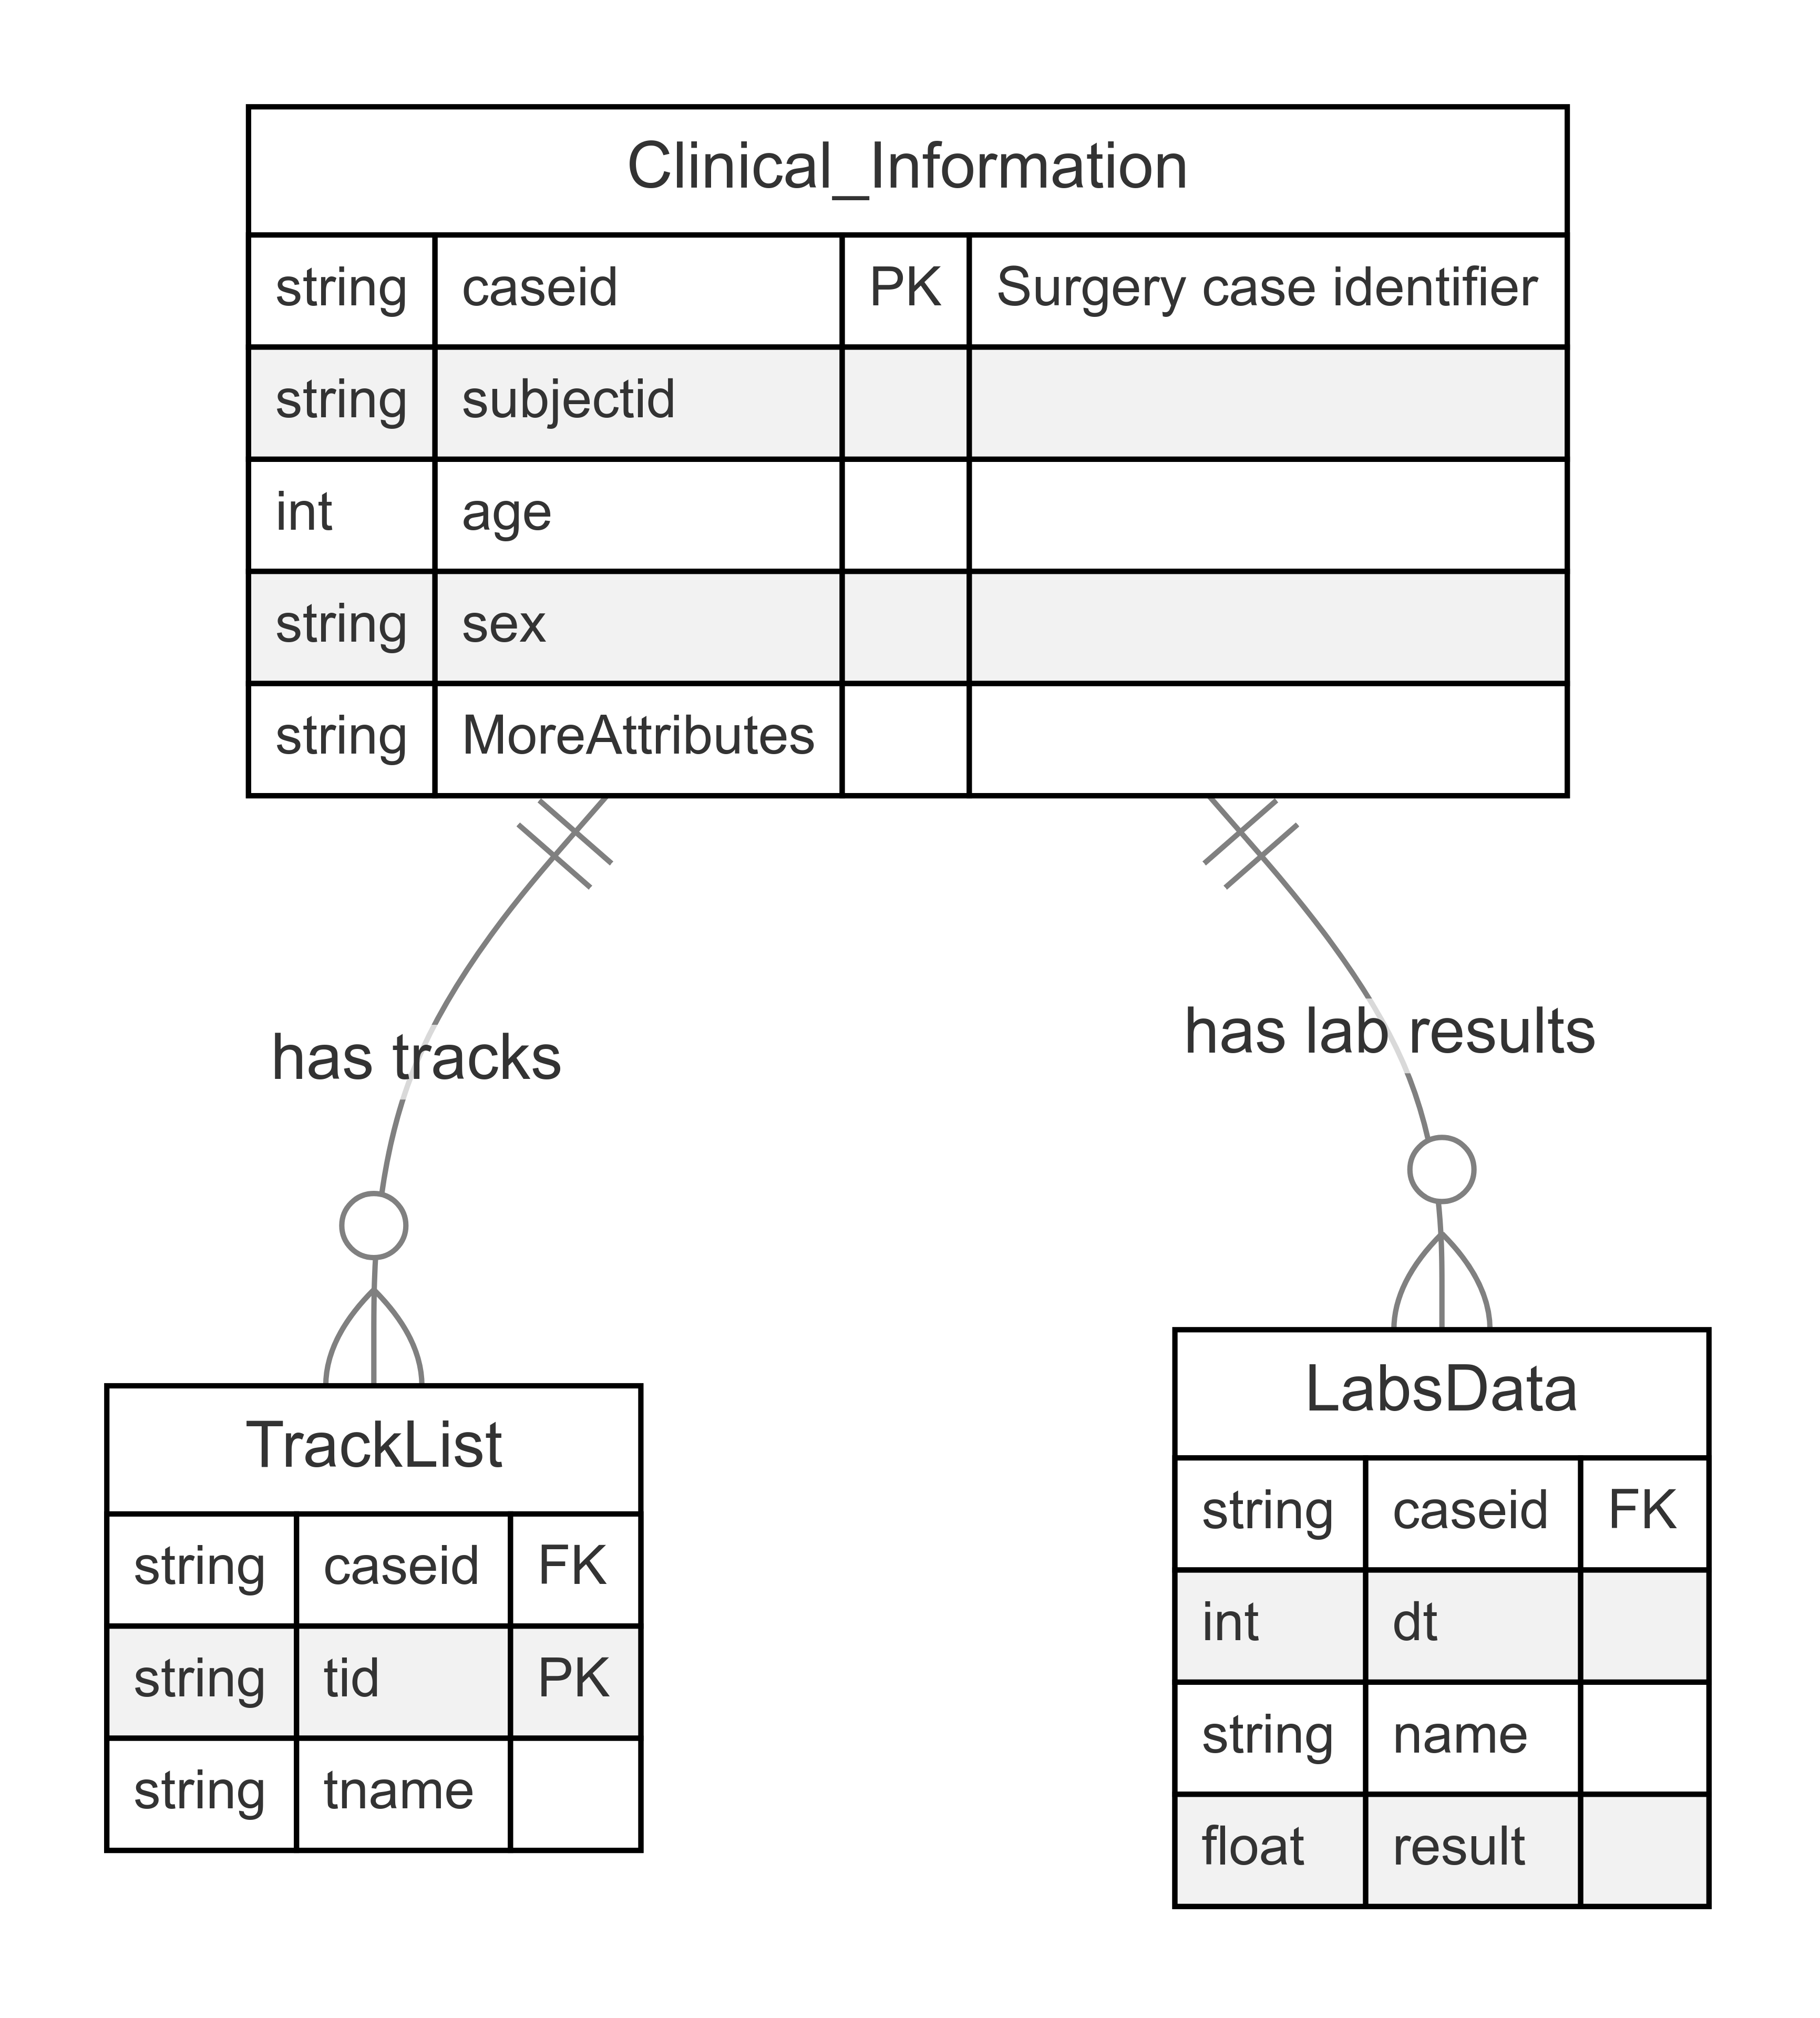 Clinical_Information
string caseid PK Surgery case identifier
string subjectid
int age
string sex
string MoreAttributes
has tracks
has lab results
TrackList
string caseid FK
string tid PK
string tname
LabsData
string caseid FK
int dt
string name
float result